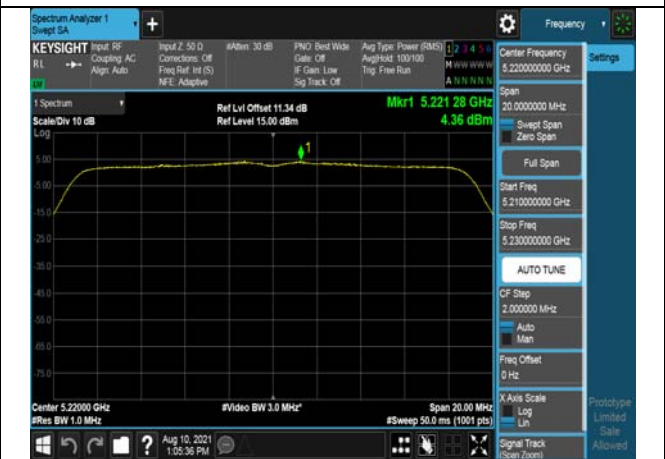 Spectrum Analyzer 1
Swept SA
+
Frequency
KEYSIGHT
RL
Input: RF
Coupling: AC
Align: Auto
Input Z: 50 Ω
Corrections: Off
Freq Ref: Int (S)
NFE: Adaptive
#Atten: 30 dB
PNO: Best Wide
Gate: Off
IF Gain: Low
Sig Track: Off
Avg Type: Power (RMS)
Avg|Hold: 100/100
Trig: Free Run
1 2 3 4 5 6
M W W W W W
A N N N N N
1 Spectrum
Scale/Div 10 dB
Log
Ref Lvl Offset 11.34 dB
Ref Level 15.00 dBm
Mkr1 5.221 28 GHz
4.36 dBm
1
5.00
-5.00
-15.0
-25.0
-35.0
-45.0
-55.0
-65.0
-75.0
Center 5.22000 GHz
#Res BW 1.0 MHz
#Video BW 3.0 MHz*
Span 20.00 MHz
#Sweep 50.0 ms (1001 pts)
Center Frequency
5.220000000 GHz
Settings
Span
20.0000000 MHz
Swept Span
Zero Span
Full Span
Start Freq
5.210000000 GHz
Stop Freq
5.230000000 GHz
AUTO TUNE
CF Step
2.000000 MHz
Auto
Man
Freq Offset
0 Hz
X Axis Scale
Log
Lin
Signal Track
(Span Zoom)
Prototype
Limited
Sale
Allowed
?
Aug 10, 2021
1:05:36 PM